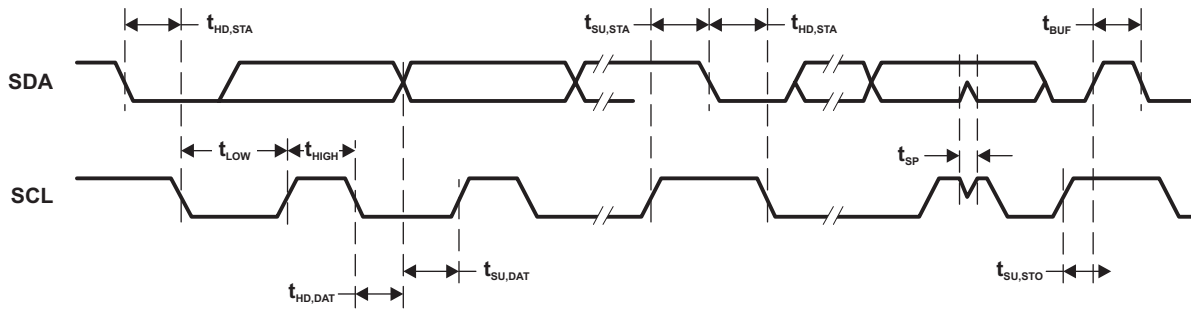 tHD,STA
tSU,STA
tHD,STA
tBUF
SDA
tLOW
tHIGH
tSP
SCL
tSU,DAT
tSU,STO
tHD,DAT